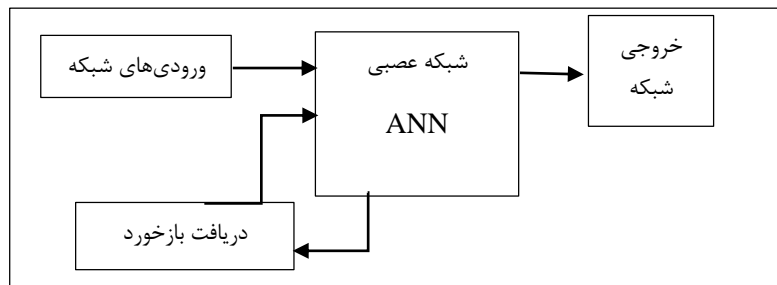 ورودی‌های شبکه
شبکه عصبی
ANN
خروجی
شبکه
دریافت بازخورد